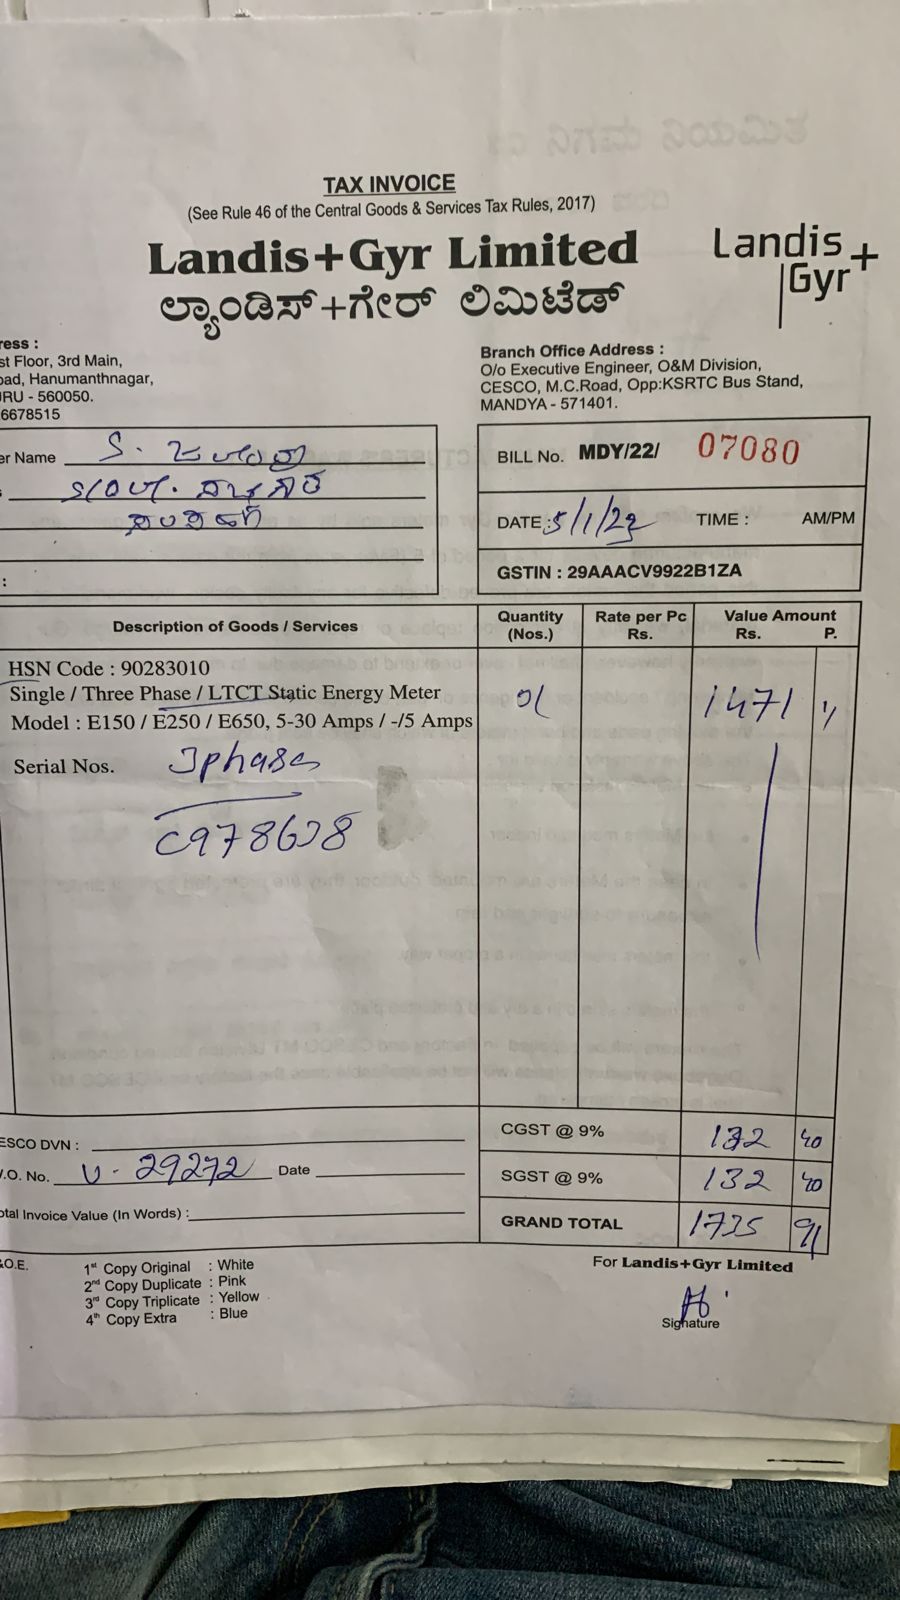 TAX INVOICE
(See Rule 46 of the Central Goods & Services Tax Rules, 2017)
Landis+Gyr Limited
ಲ್ಯಾಂಡಿಸ್+ಗೇರ್ ಲಿಮಿಟೆಡ್
Landis+
Gyr
ress :
st Floor, 3rd Main,
oad, Hanumanthnagar,
RU - 560050.
6678515
Branch Office Address :
O/o Executive Engineer, O&M Division,
CESCO, M.C.Road, Opp:KSRTC Bus Stand,
MANDYA - 571401.
er Name
BILL No. MDY/22/ 07080
DATE : 5/1/22 TIME : AM/PM
GSTIN : 29AAACV9922B1ZA
Description of Goods / Services
Quantity (Nos.)
Rate per Pc Rs.
Value Amount
Rs. P.
HSN Code : 90283010
Single / Three Phase / LTCT Static Energy Meter
Model : E150 / E250 / E650, 5-30 Amps / -/5 Amps
01 1471
Serial Nos. 3phase
ESCO DVN :
V.O. No. U-29272 Date
otal Invoice Value (In Words) :
CGST @ 9% 132 40
SGST @ 9% 132 40
GRAND TOTAL 1735 91
.O.E.
1st Copy Original : White
2nd Copy Duplicate : Pink
3rd Copy Triplicate : Yellow
4th Copy Extra : Blue
For Landis+Gyr Limited
Signature